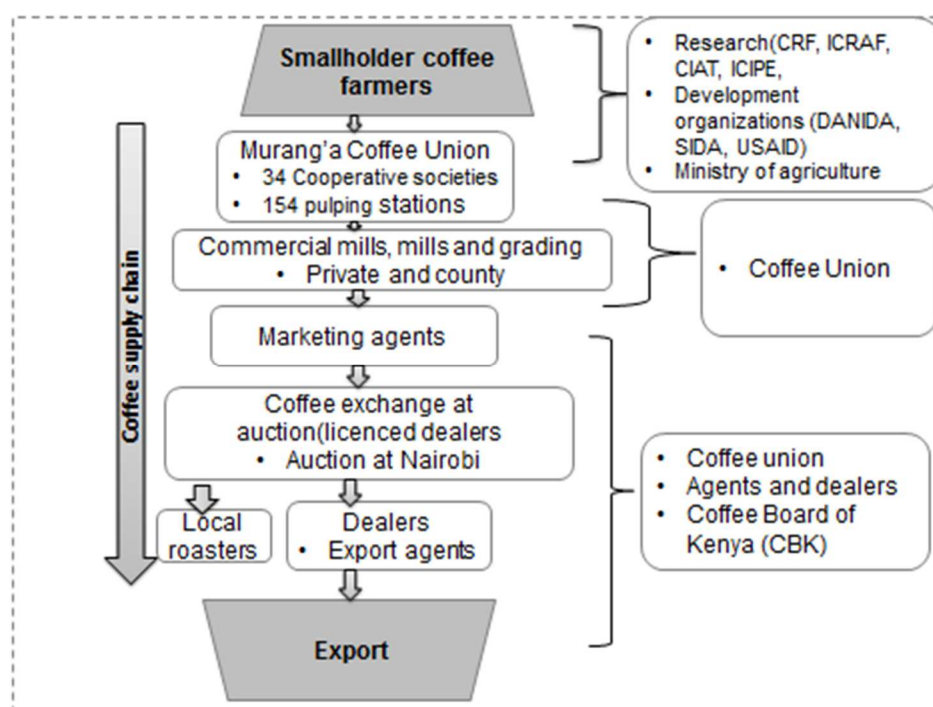 Smallholder coffee
farmers
• Research(CRF, ICRAF,
CIAT, ICIPE,
• Development
organizations (DANIDA,
SIDA, USAID)
• Ministry of agriculture
Murang'a Coffee Union
• 34 Cooperative societies
• 154 pulping stations
Commercial mills, mills and grading
• Private and county
• Coffee Union
Marketing agents
Coffee exchange at
auction(licenced dealers
• Auction at Nairobi
Local
roasters
Dealers
• Export agents
• Coffee union
• Agents and dealers
• Coffee Board of
Kenya (CBK)
Export
Coffee supply chain